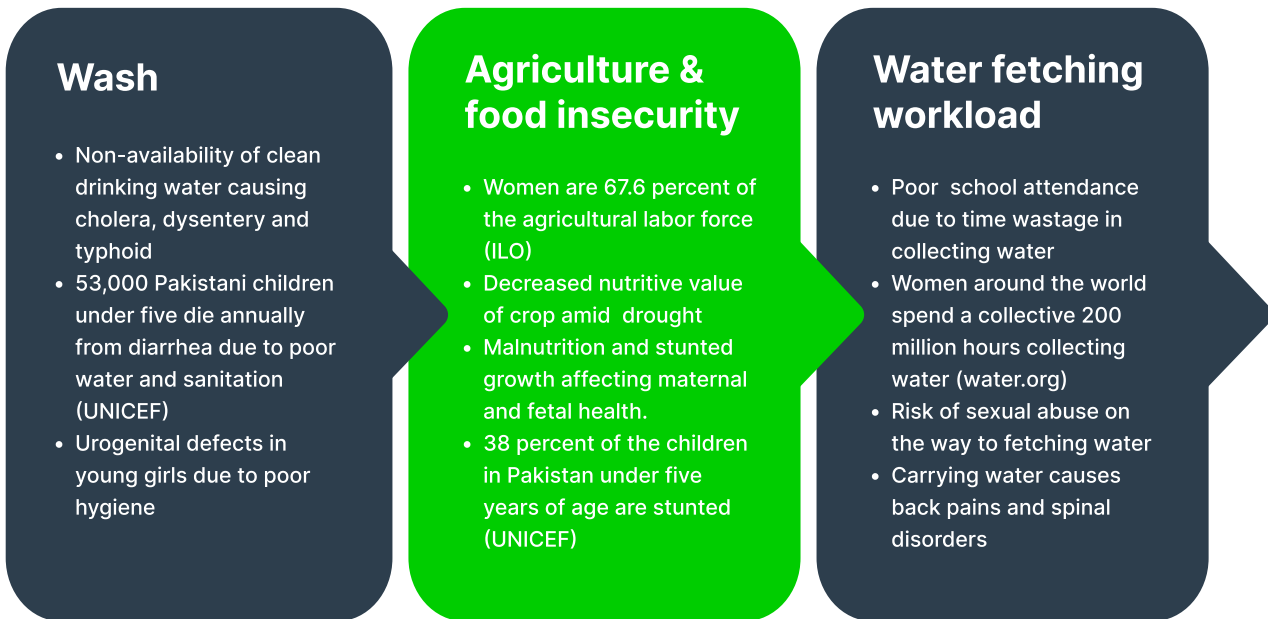 Wash
• Non-availability of clean
drinking water causing
cholera, dysentery and
typhoid
• 53,000 Pakistani children
under five die annually
from diarrhea due to poor
water and sanitation
(UNICEF)
• Urogenital defects in
young girls due to poor
hygiene
Agriculture &
food insecurity
• Women are 67.6 percent of
the agricultural labor force
(ILO)
• Decreased nutritive value
of crop amid  drought
• Malnutrition and stunted
growth affecting maternal
and fetal health.
• 38 percent of the children
in Pakistan under five
years of age are stunted
(UNICEF)
Water fetching
workload
• Poor  school attendance
due to time wastage in
collecting water
• Women around the world
spend a collective 200
million hours collecting
water (water.org)
• Risk of sexual abuse on
the way to fetching water
• Carrying water causes
back pains and spinal
disorders